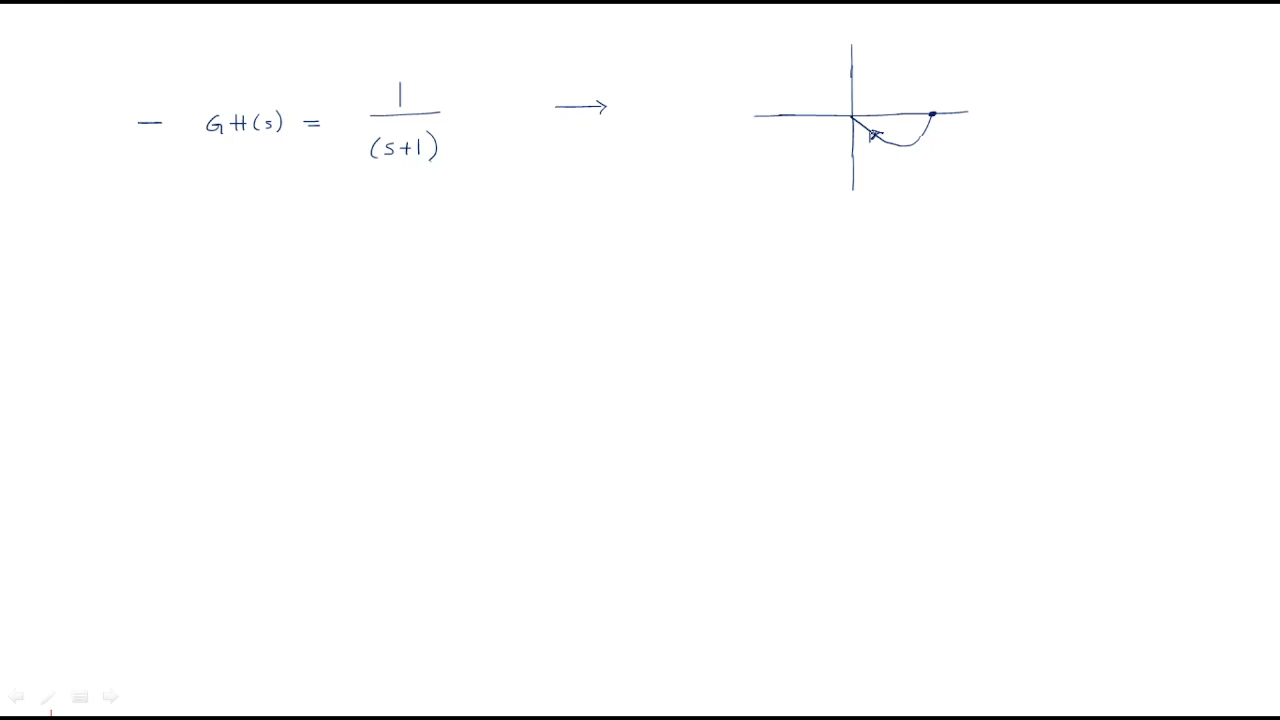 — GH(s) = 1/(s+1) →